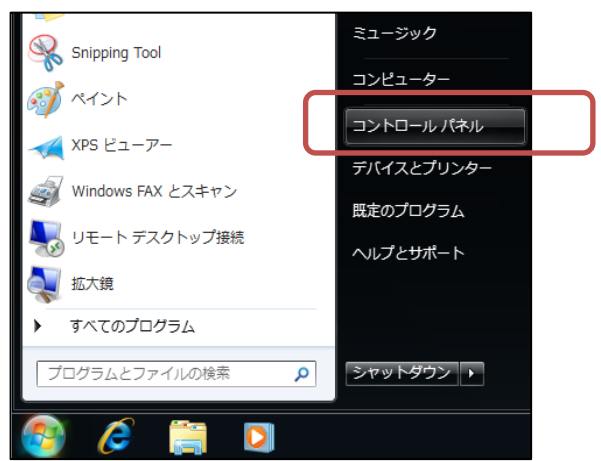 Snipping Tool
ペイント
XPS ビューアー
Windows FAX とスキャン
リモート デスクトップ接続
拡大鏡
すべてのプログラム
プログラムとファイルの検索
ミュージック
コンピューター
コントロール パネル
デバイスとプリンター
既定のプログラム
ヘルプとサポート
シャットダウン